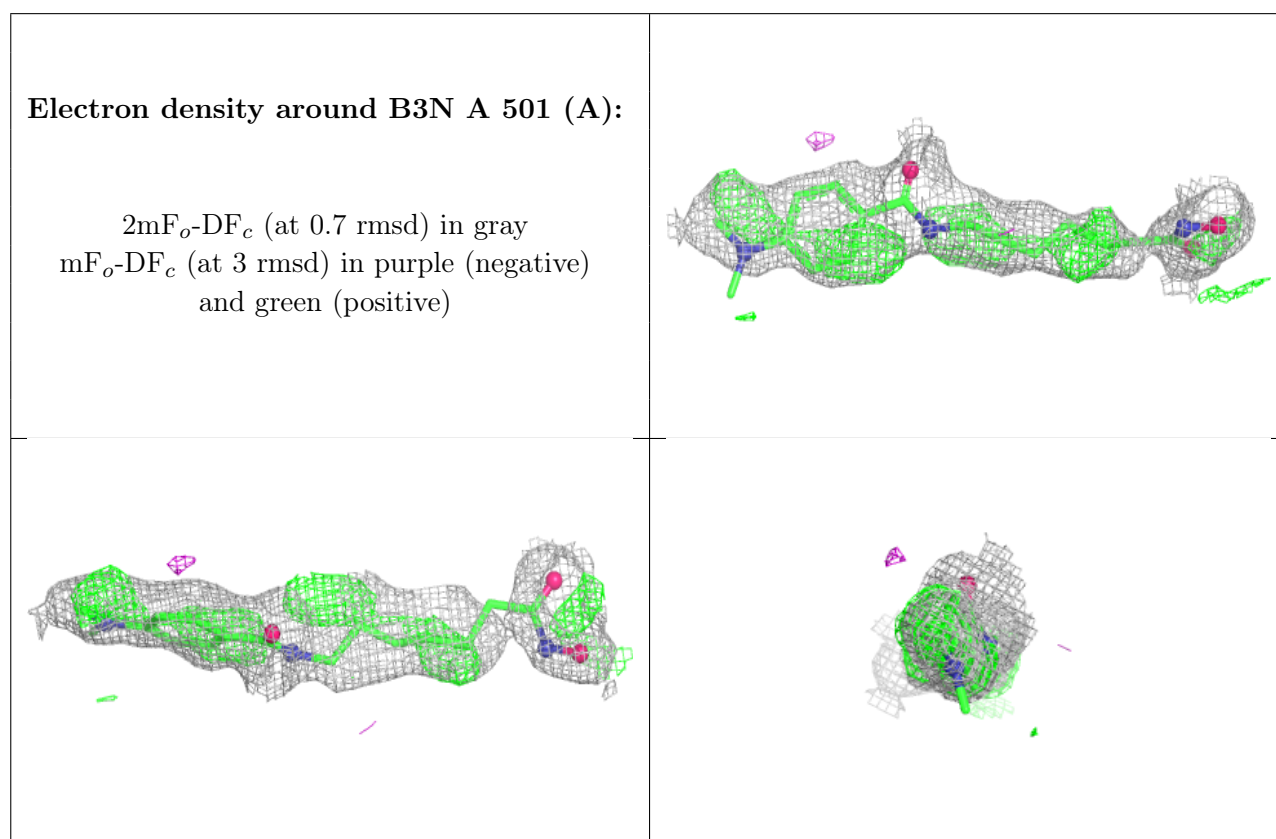 Electron density around B3N A 501 (A):
2mFo-DFc (at 0.7 rmsd) in gray
mFo-DFc (at 3 rmsd) in purple (negative)
and green (positive)